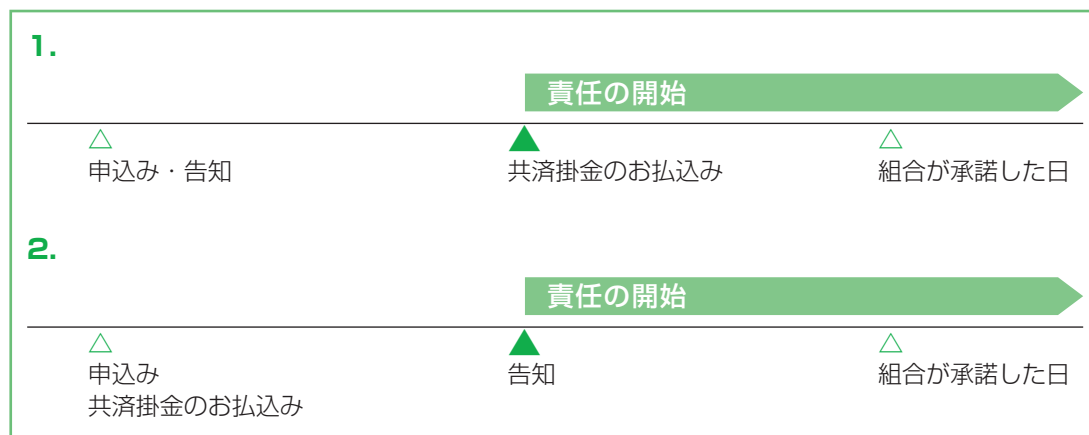 1.
責任の開始
申込み・告知
共済掛金のお払込み
組合が承諾した日
2.
責任の開始
申込み
共済掛金のお払込み
告知
組合が承諾した日